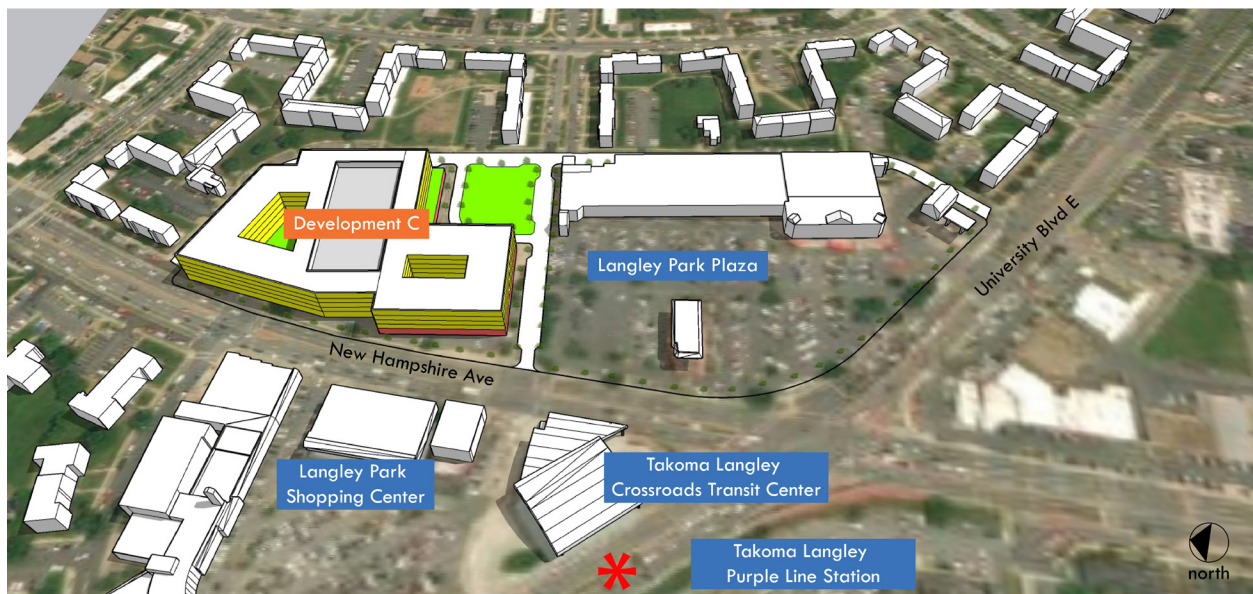 Development C
Langley Park Plaza
University Blvd E
New Hampshire Ave
Langley Park
Shopping Center
Takoma Langley
Crossroads Transit Center
Takoma Langley
Purple Line Station
*
north